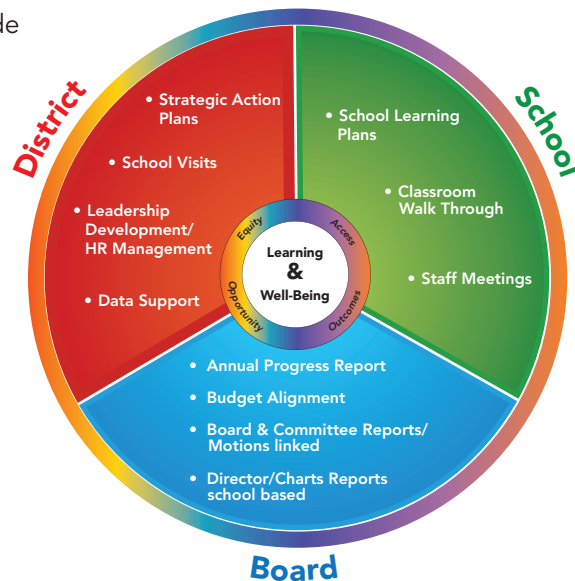 de
District
• Strategic Action
Plans
• School Visits
• Leadership
Development/
HR Management
• Data Support
School
• School Learning
Plans
• Classroom
Walk Through
• Staff Meetings
Equity
Access
Opportunity
Outcomes
Learning
&
Well-Being
• Annual Progress Report
• Budget Alignment
• Board & Committee Reports/
Motions linked
• Director/Charts Reports
school based
Board